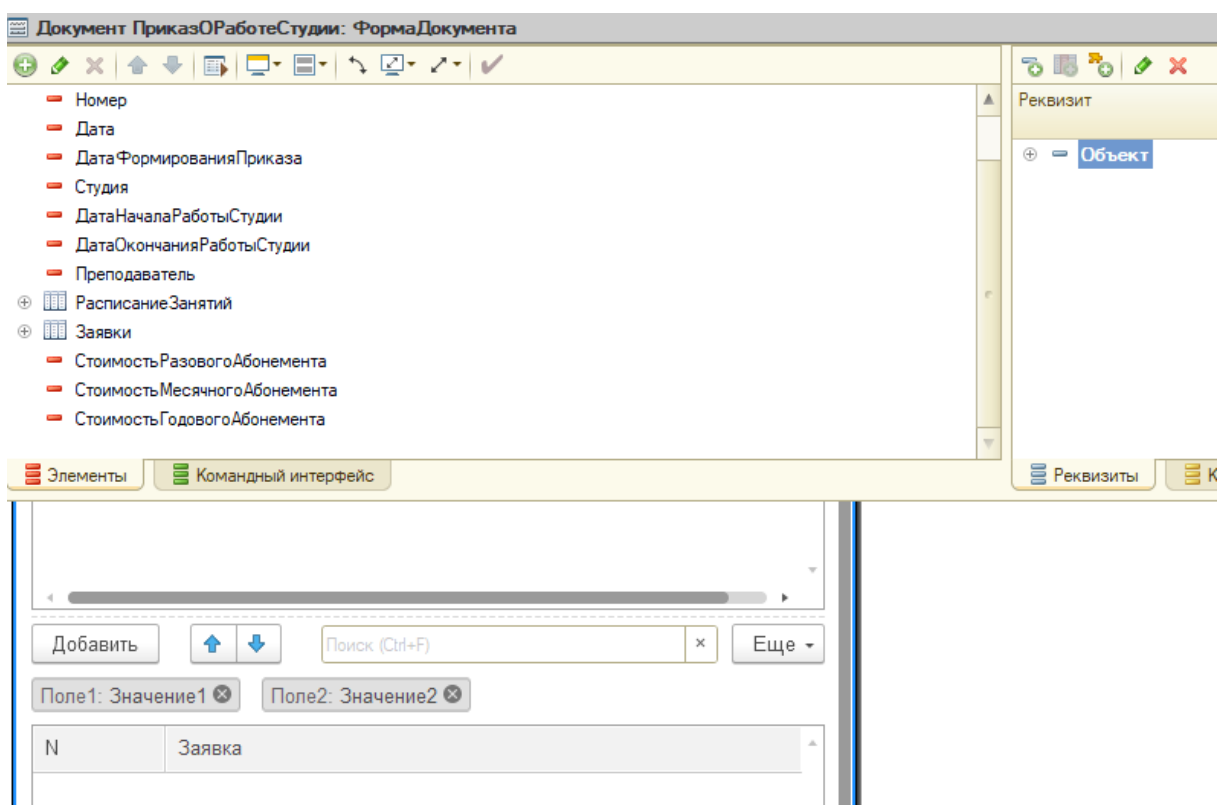 Документ ПриказОРаботеСтудии: ФормаДокумента
Номер
Дата
ДатаФормированияПриказа
Студия
ДатаНачалаРаботыСтудии
ДатаОкончанияРаботыСтудии
Преподаватель
РасписаниеЗанятий
Заявки
СтоимостьРазовогоАбонемента
СтоимостьМесячногоАбонемента
СтоимостьГодовогоАбонемента
Элементы Командный интерфейс
Реквизит
Объект
Реквизиты К
Добавить Поиск (Ctrl+F) × Еще
Поле1: Значение1 Поле2: Значение2
N Заявка